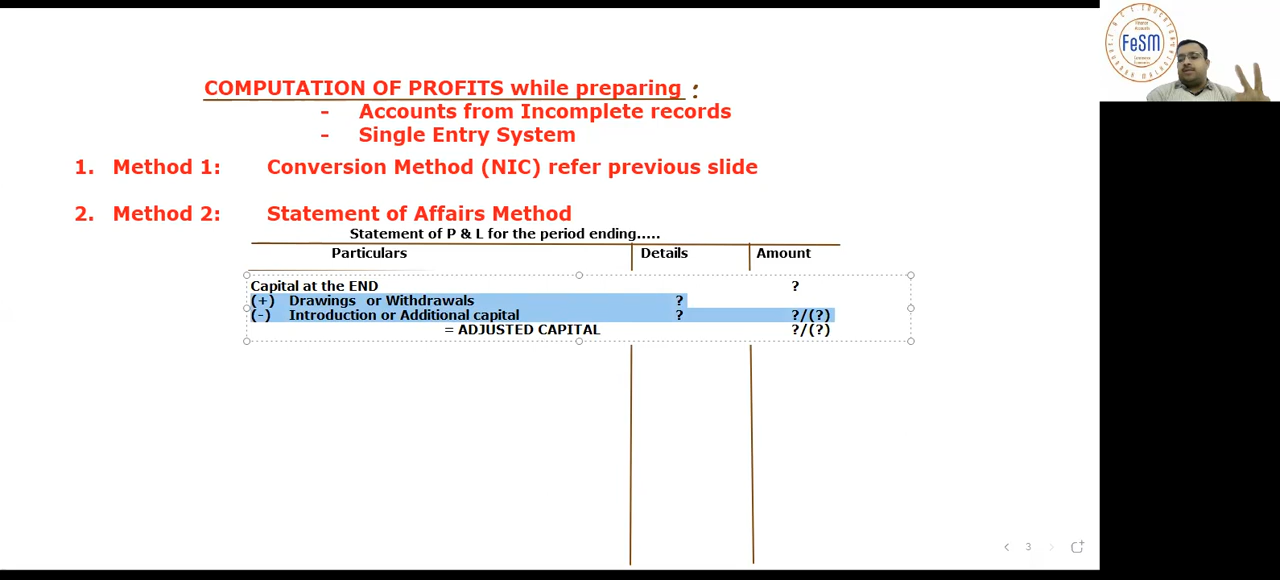 FeSM
COMPUTATION OF PROFITS while preparing :
- Accounts from Incomplete records
- Single Entry System
1. Method 1: Conversion Method (NIC) refer previous slide
2. Method 2: Statement of Affairs Method
Statement of P & L for the period ending.....
Particulars Details Amount
Capital at the END ?
(+) Drawings or Withdrawals ?
(-) Introduction or Additional capital ? ?/(?)
= ADJUSTED CAPITAL ?/(?)
3